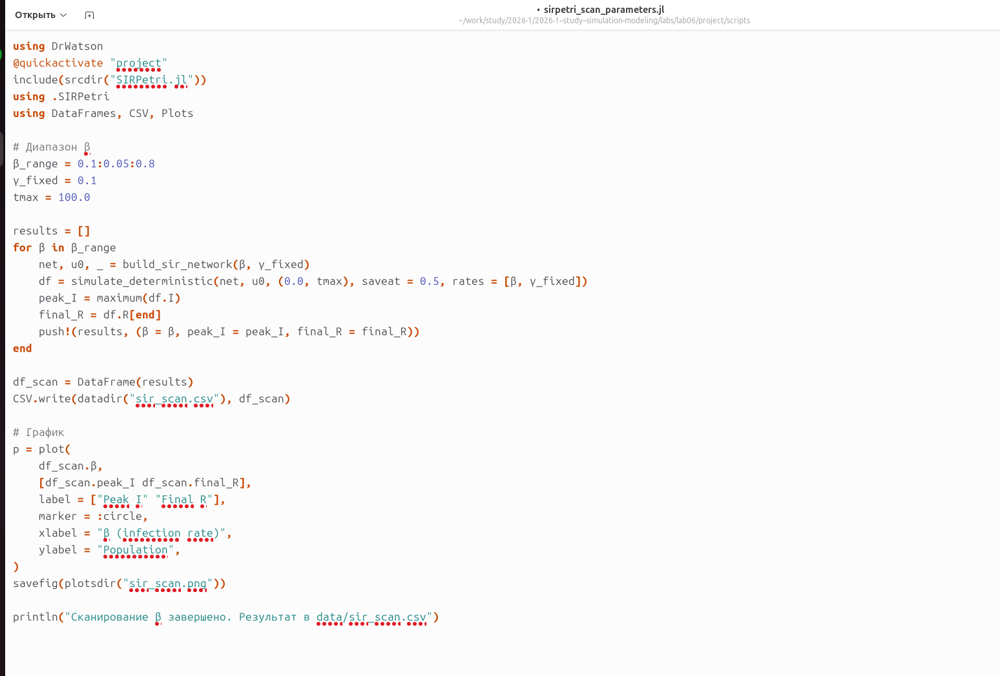 Открыть
• sirpetri_scan_parameters.jl
~/work/study/2026-1/2026-1--study--simulation-modeling/labs/lab06/project/scripts
using DrWatson
@quickactivate "project"
include(srcdir("SIRPetri.jl"))
using .SIRPetri
using DataFrames, CSV, Plots

# Диапазон β
β_range = 0.1:0.05:0.8
γ_fixed = 0.1
tmax = 100.0

results = []
for β in β_range
    net, u0, _ = build_sir_network(β, γ_fixed)
    df = simulate_deterministic(net, u0, (0.0, tmax), saveat = 0.5, rates = [β, γ_fixed])
    peak_I = maximum(df.I)
    final_R = df.R[end]
    push!(results, (β = β, peak_I = peak_I, final_R = final_R))
end

df_scan = DataFrame(results)
CSV.write(datadir("sir_scan.csv"), df_scan)

# График
p = plot(
    df_scan.β,
    [df_scan.peak_I df_scan.final_R],
    label = ["Peak I" "Final R"],
    marker = :circle,
    xlabel = "β (infection rate)",
    ylabel = "Population",
)
savefig(plotsdir("sir_scan.png"))

println("Сканирование β завершено. Результат в data/sir_scan.csv")